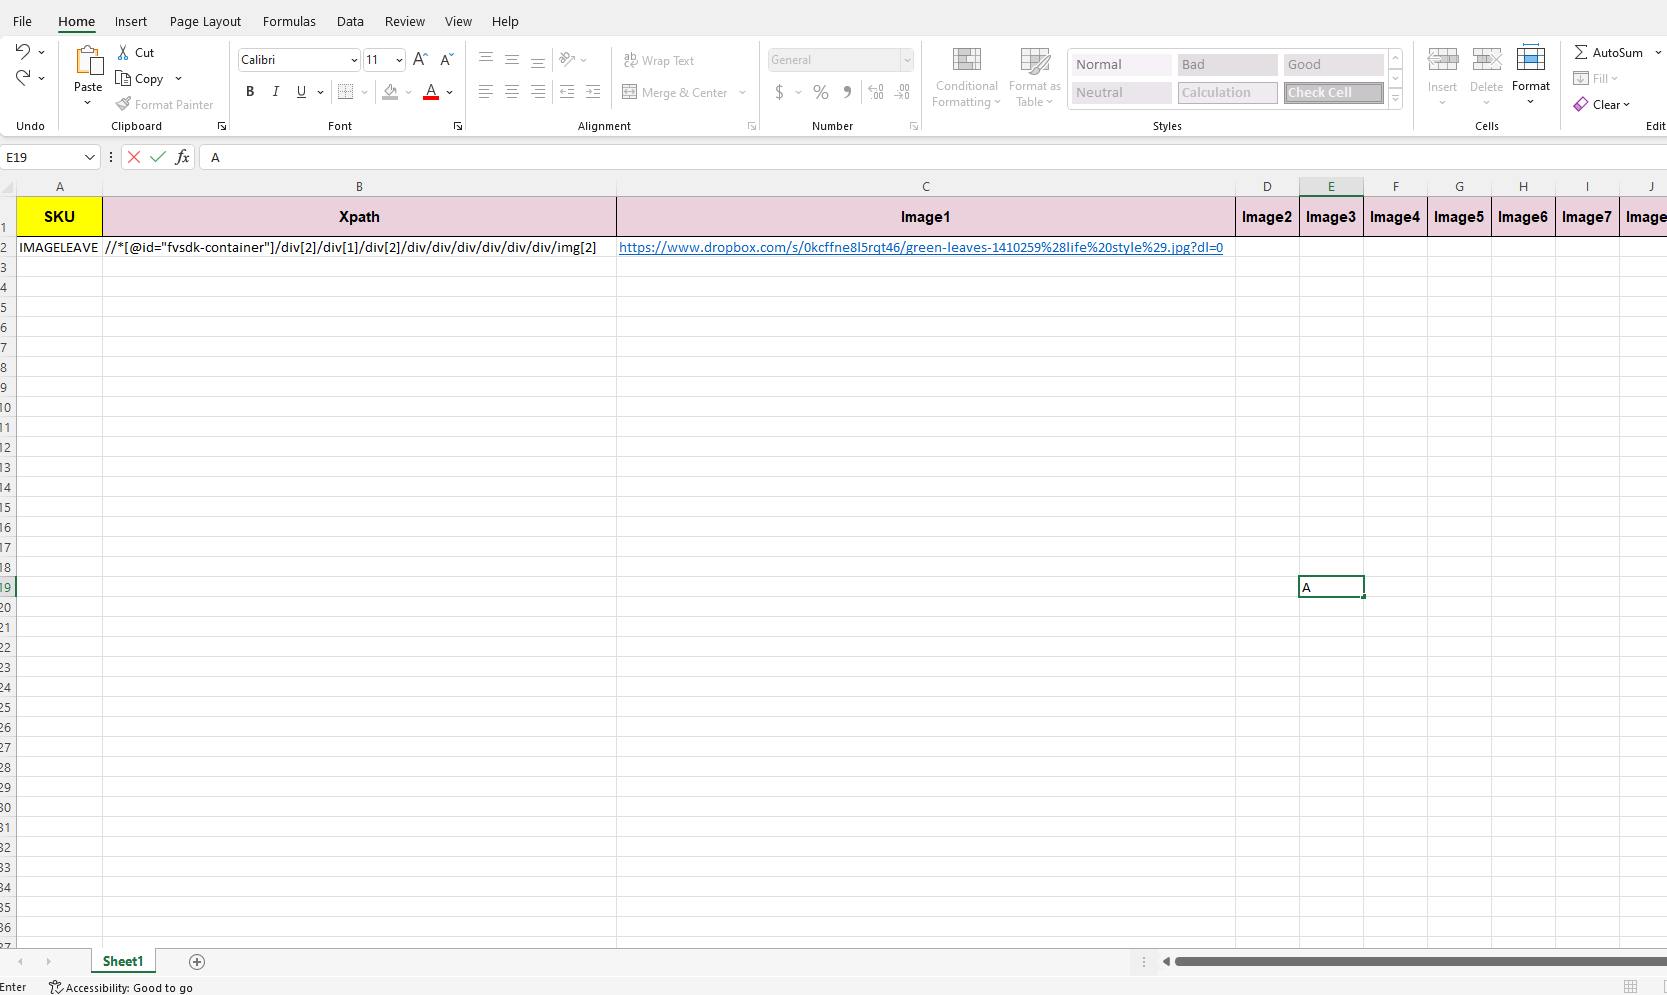 File Home Insert Page Layout Formulas Data Review View Help
Cut
Copy
Format Painter
Paste
Undo Clipboard
Calibri 11
B I U A
Font
Wrap Text
Merge & Center
Alignment
General
$ % 9
Number
Conditional Formatting
Format as Table
Normal Bad Good
Neutral Calculation Check Cell
Styles
Insert Delete Format
Cells
AutoSum
Fill
Clear
Edit
E19 fx A
A B C D E F G H I J
1 SKU Xpath Image1 Image2 Image3 Image4 Image5 Image6 Image7 Image
2 IMAGELEAVE //*[@id="fvsdk-container"]/div[2]/div[1]/div[2]/div/div/div/div/div/div/img[2] https://www.dropbox.com/s/0kcffne8l5rqt46/green-leaves-1410259%28life%20style%29.jpg?dl=0
3
4
5
6
7
8
9
10
11
12
13
14
15
16
17
18
19 A
20
21
22
23
24
25
26
27
28
29
30
31
32
33
34
35
36
37
Sheet1
Enter Accessibility: Good to go